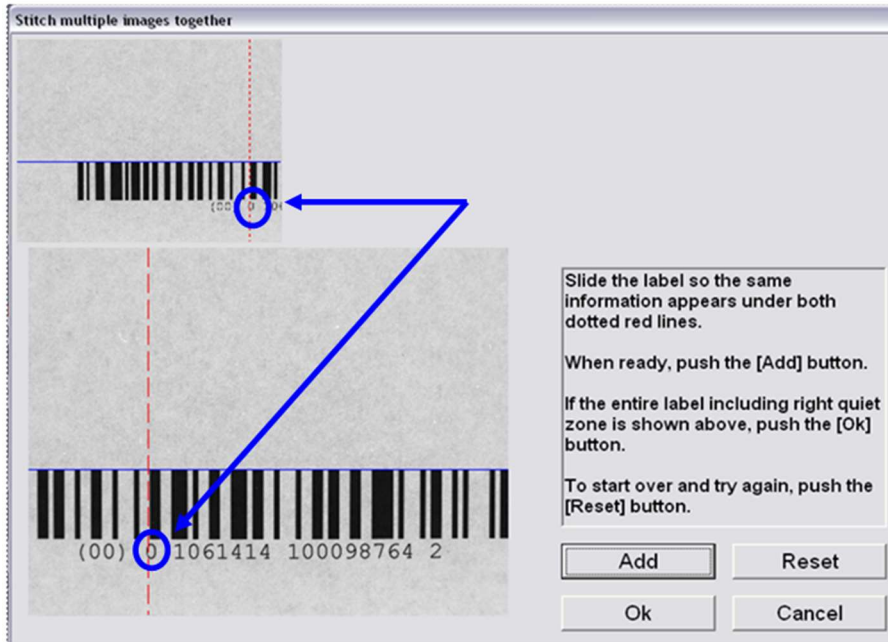 Stitch multiple images together
(00) 0
(00) 0 1061414 100098764 2
Slide the label so the same
information appears under both
dotted red lines.
When ready, push the [Add] button.
If the entire label including right quiet
zone is shown above, push the [Ok]
button.
To start over and try again, push the
[Reset] button.
Add
Reset
Ok
Cancel